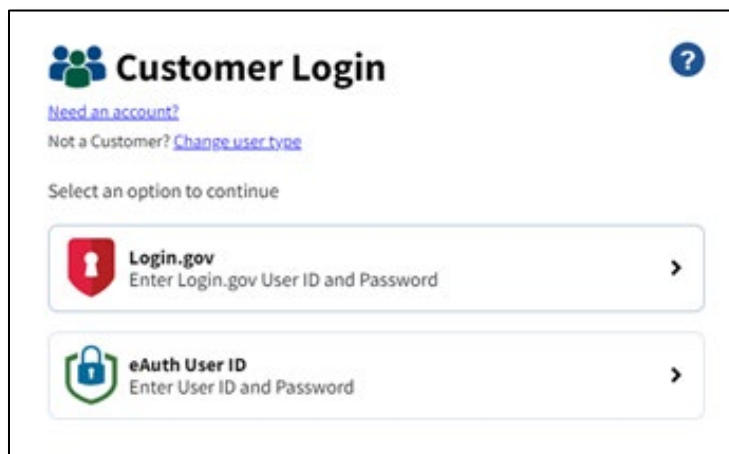 Customer Login
?
Need an account?
Not a Customer? Change user type
Select an option to continue
Login.gov
Enter Login.gov User ID and Password
eAuth User ID
Enter User ID and Password